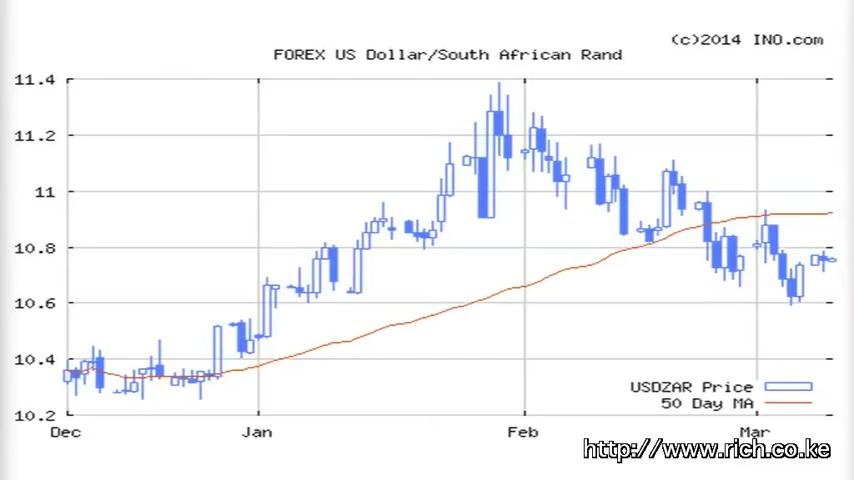 (c)2014 INO.com
FOREX US Dollar/South African Rand
11.4
11.2
11
10.8
10.6
10.4
10.2
USDZAR Price
50 Day MA
Dec Jan Feb Mar
http://www.rich.co.ke